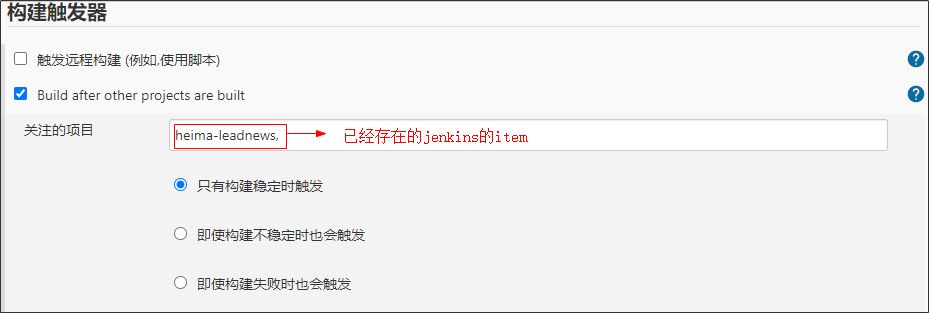 构建触发器
触发远程构建 (例如,使用脚本)
?
Build after other projects are built
?
关注的项目
heima-leadnews,
已经存在的jenkins的item
只有构建稳定时触发
即使构建不稳定时也会触发
即使构建失败时也会触发